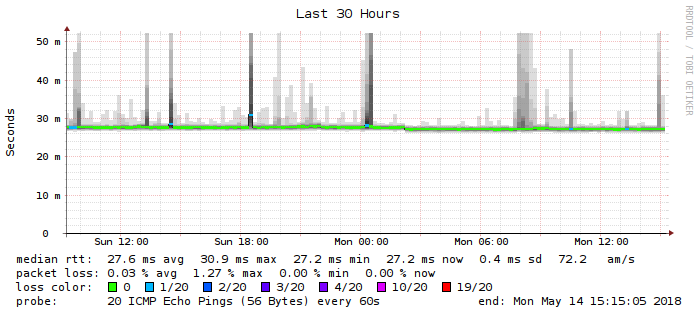 Last 30 Hours
RRDTOOL / TOBI OETIKER
Seconds
50 m
40 m
30 m
20 m
10 m
0
Sun 12:00 Sun 18:00 Mon 00:00 Mon 06:00 Mon 12:00
median rtt: 27.6 ms avg 30.9 ms max 27.2 ms min 27.2 ms now 0.4 ms sd 72.2 am/s
packet loss: 0.03 % avg 1.27 % max 0.00 % min 0.00 % now
loss color: 0 1/20 2/20 3/20 4/20 10/20 19/20
probe: 20 ICMP Echo Pings (56 Bytes) every 60s end: Mon May 14 15:15:05 2018